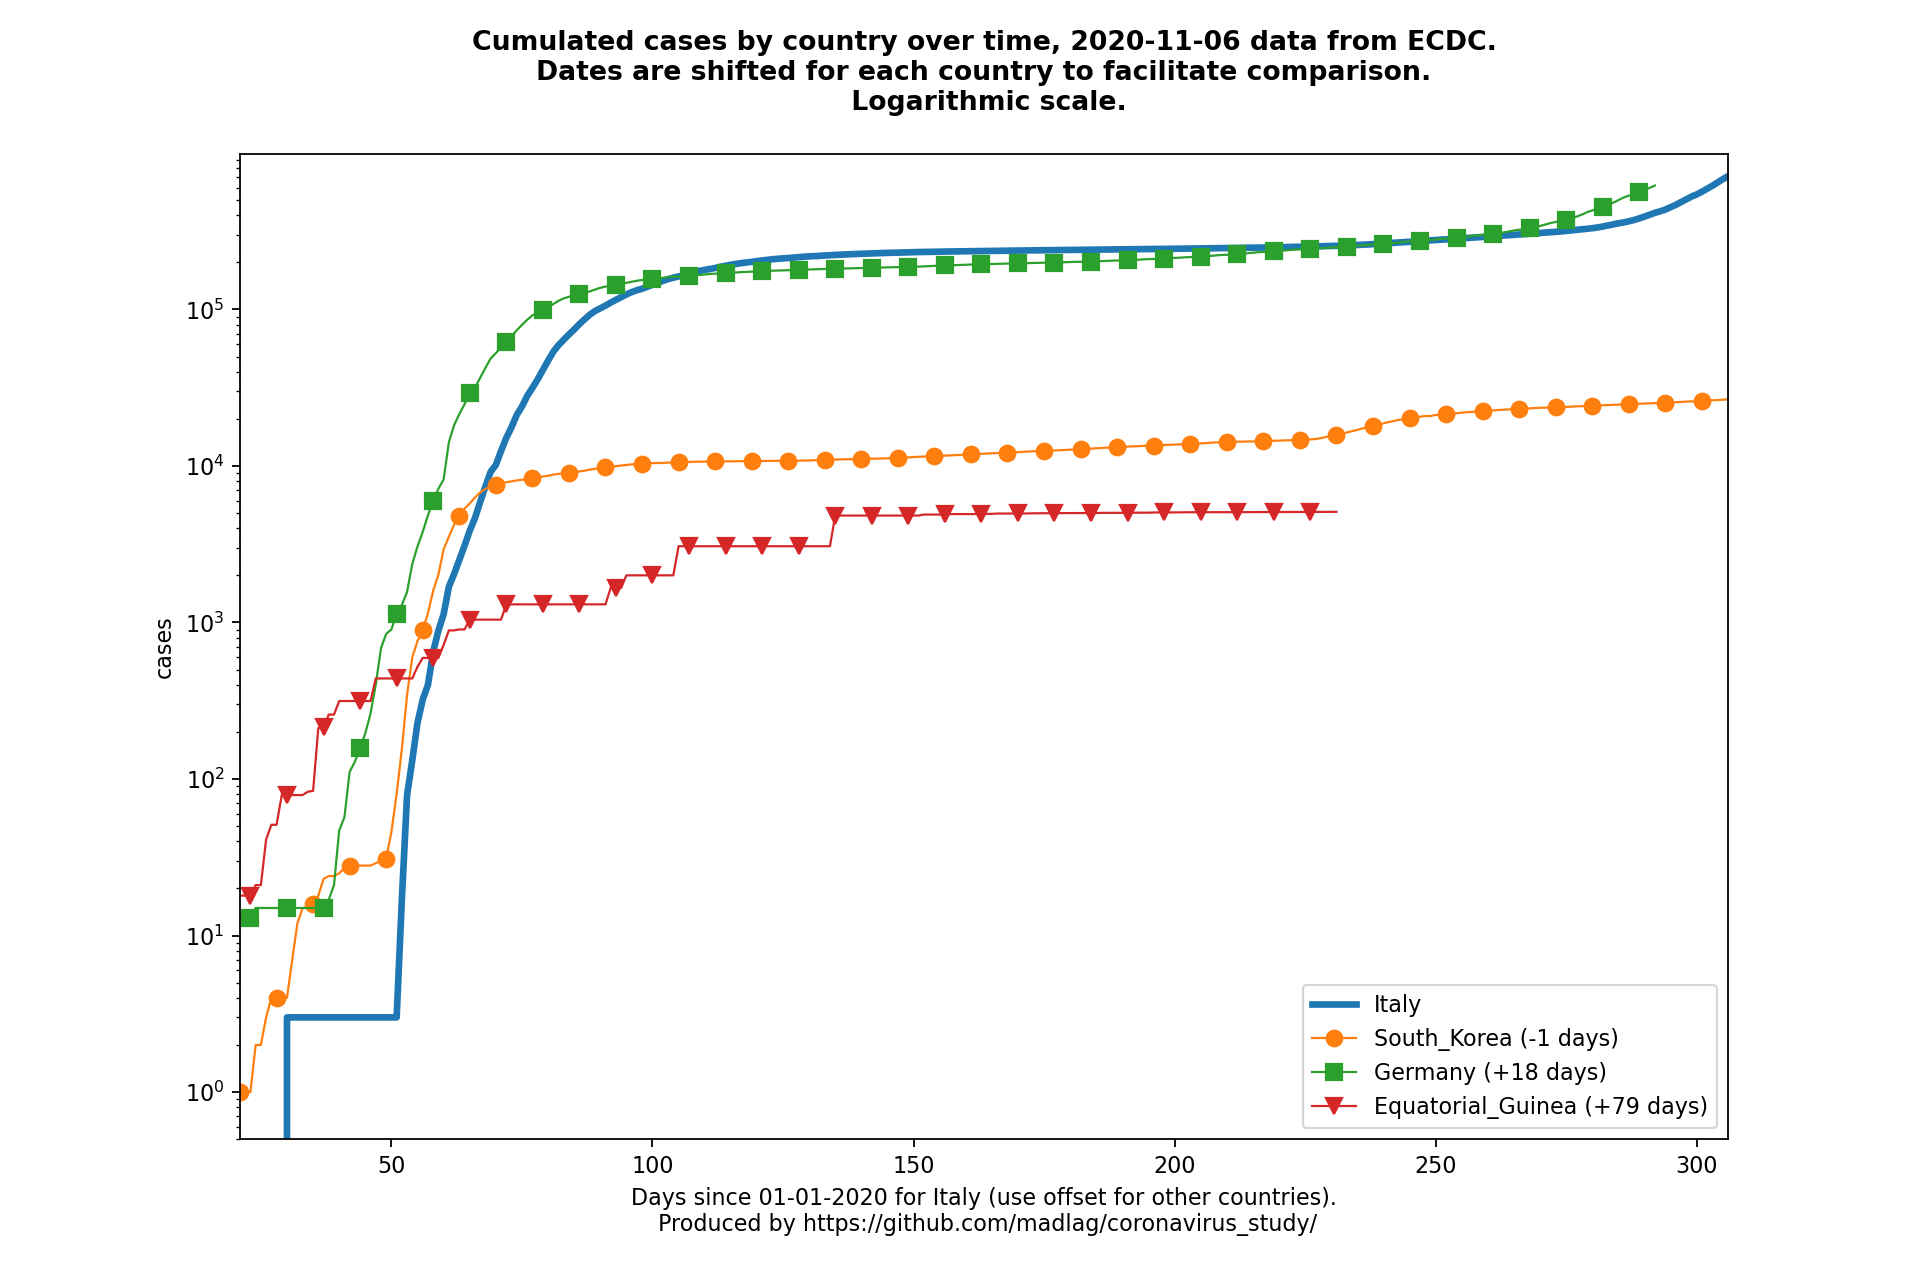 Cumulated cases by country over time, 2020-11-06 data from ECDC.
Dates are shifted for each country to facilitate comparison.
Logarithmic scale.
cases
10^5
10^4
10^3
10^2
10^1
10^0
50 100 150 200 250 300
Italy
South_Korea (-1 days)
Germany (+18 days)
Equatorial_Guinea (+79 days)
Days since 01-01-2020 for Italy (use offset for other countries).
Produced by https://github.com/madlag/coronavirus_study/